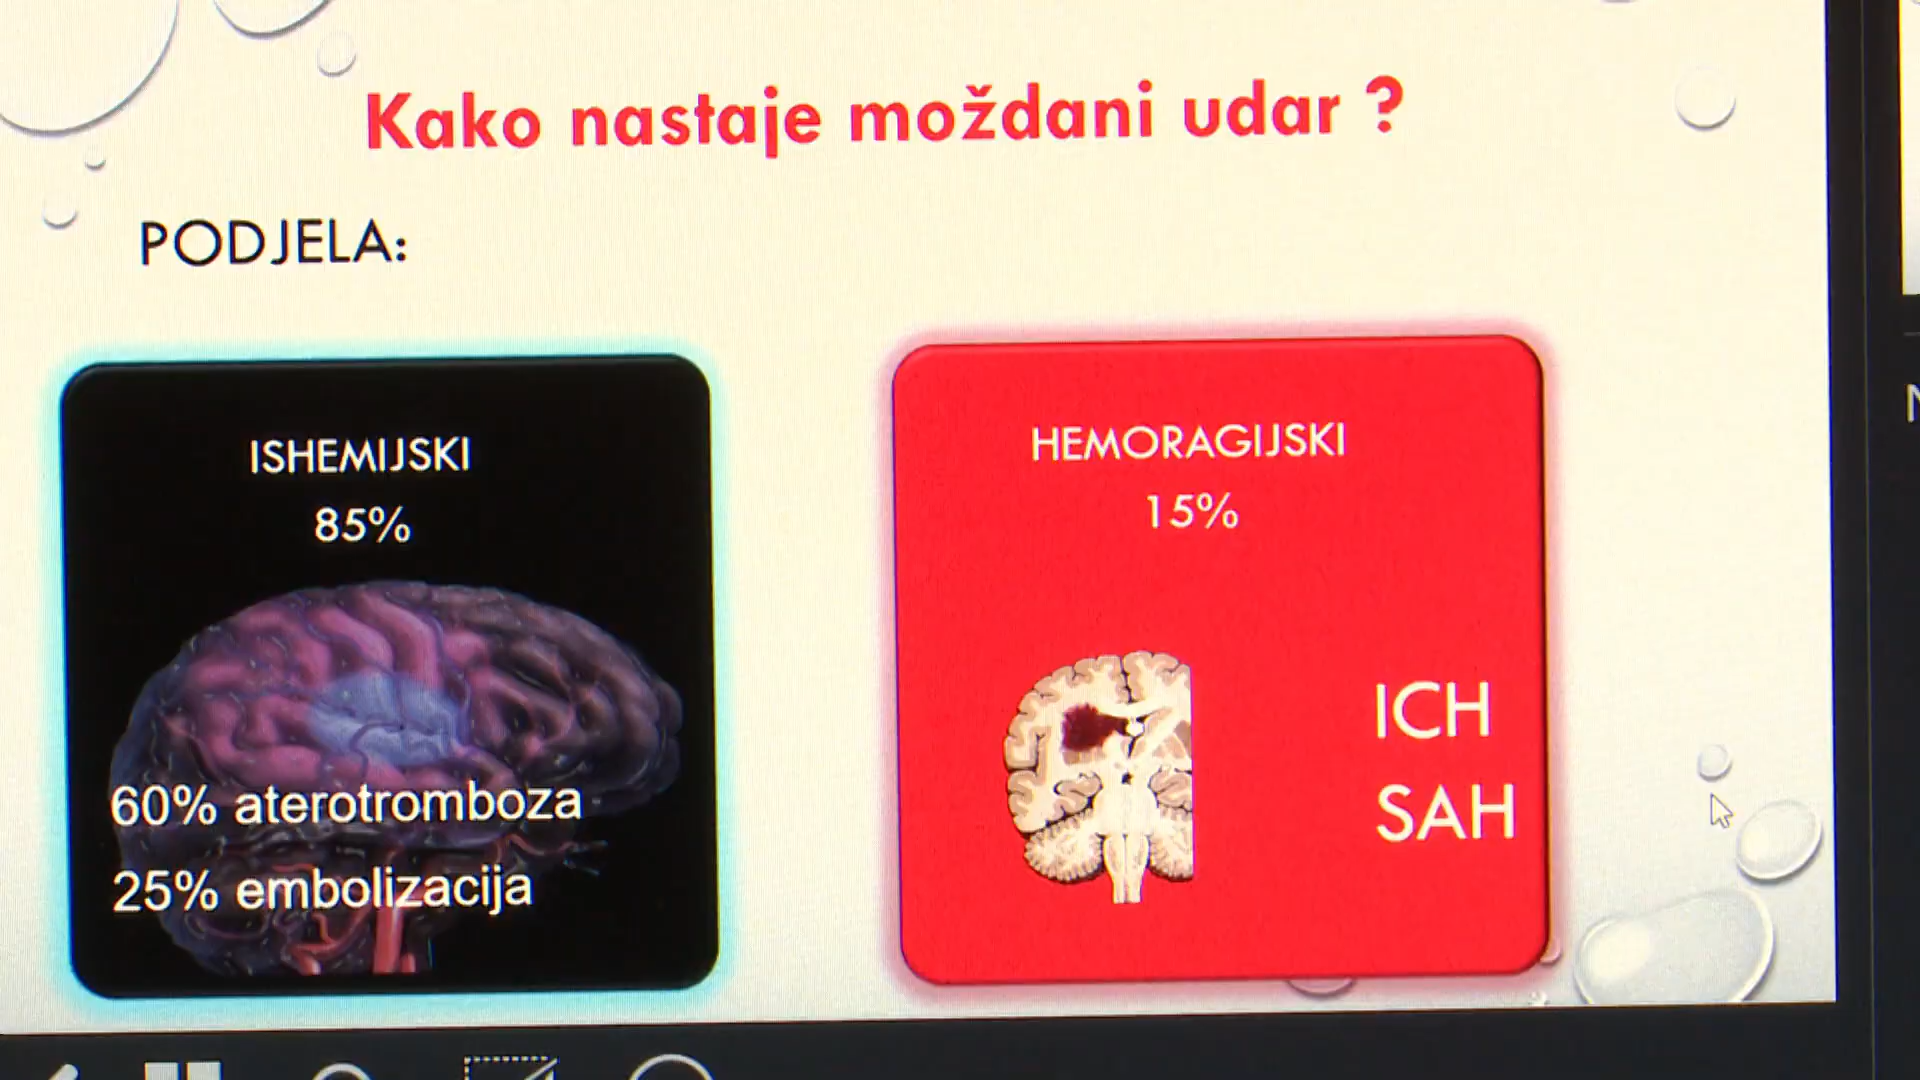 Kako nastaje moždani udar ?
PODJELA:
ISHEMIJSKI
85%
60% aterotromboza
25% embolizacija
HEMORAGIJSKI
15%
ICH
SAH